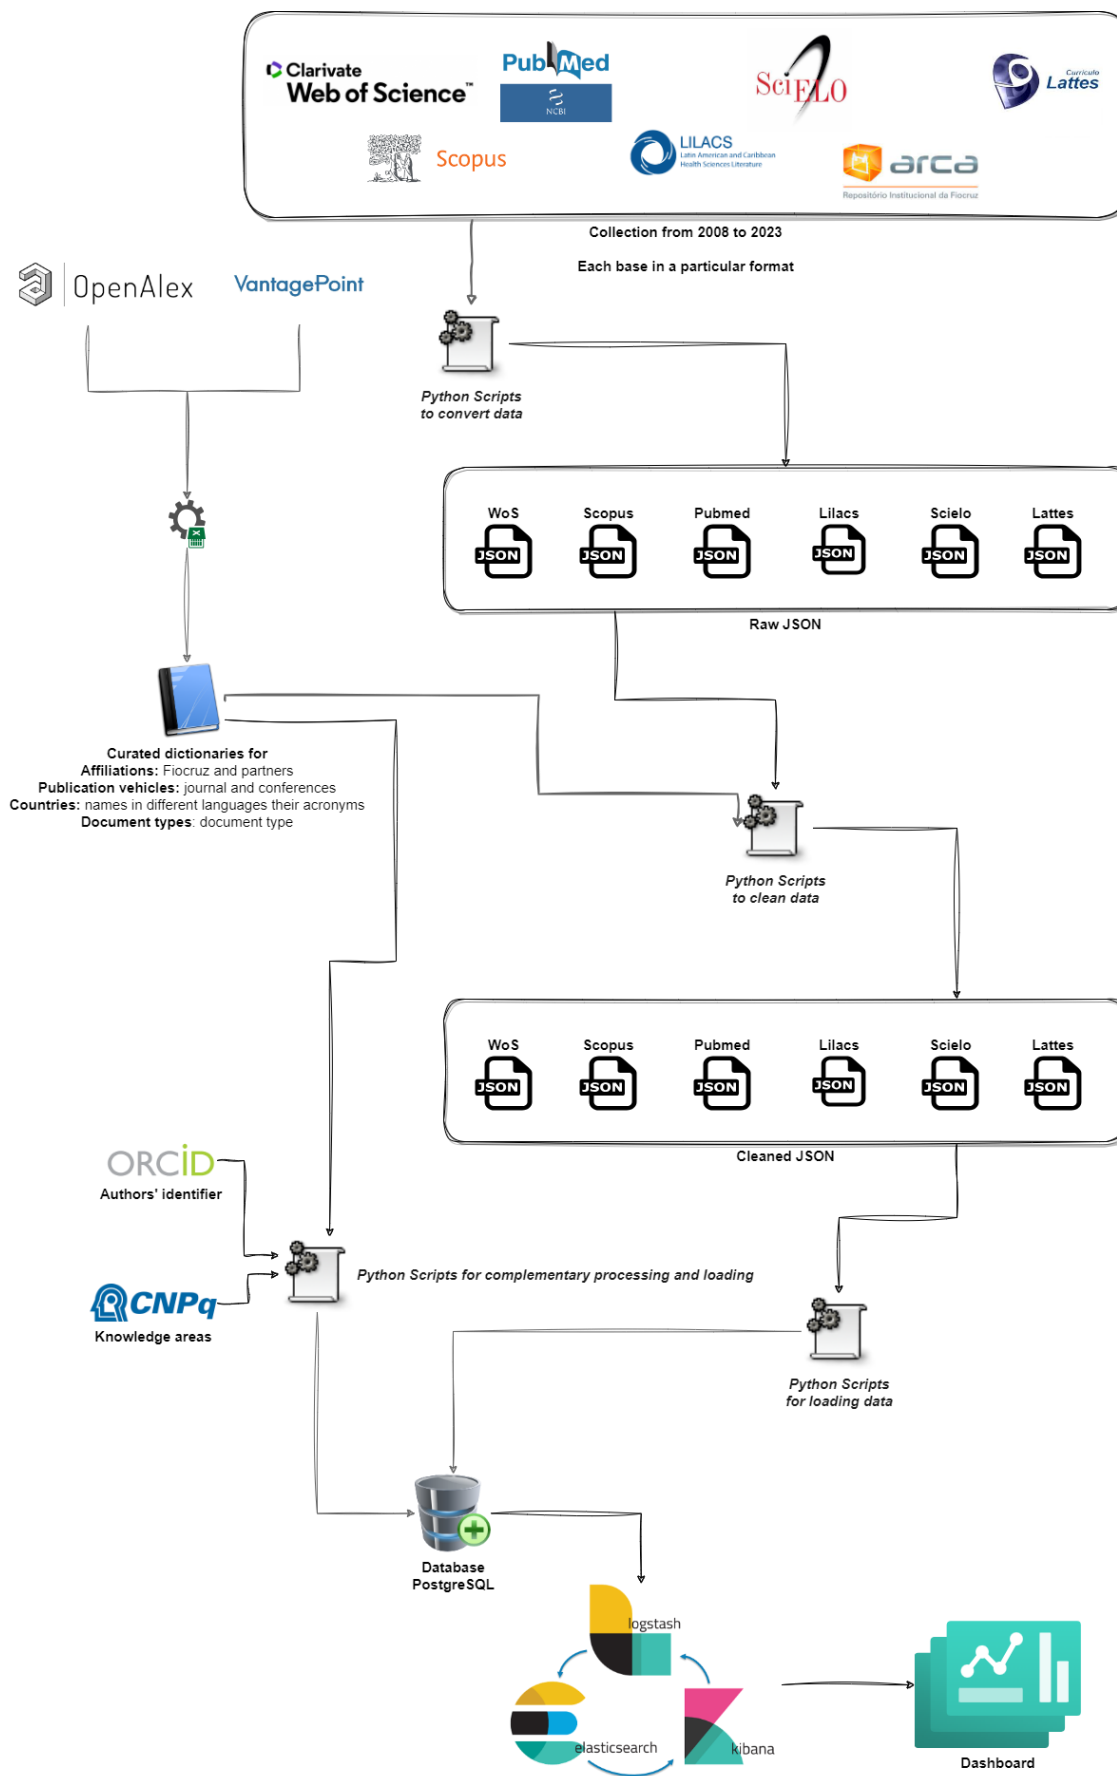 Clarivate
Web of Science™
PubMed
NCBI
SciELO
Currículo
Lattes
Scopus
LILACS
Latin American and Caribbean
Health Sciences Literature
arca
Repositório Institucional da Fiocruz
Collection from 2008 to 2023
Each base in a particular format
OpenAlex
VantagePoint
Python Scripts
to convert data
WoS
Scopus
Pubmed
Lilacs
Scielo
Lattes
JSON
JSON
JSON
JSON
JSON
JSON
Raw JSON
Curated dictionaries for
Affiliations: Fiocruz and partners
Publication vehicles: journal and conferences
Countries: names in different languages their acronyms
Document types: document type
Python Scripts
to clean data
WoS
Scopus
Pubmed
Lilacs
Scielo
Lattes
JSON
JSON
JSON
JSON
JSON
JSON
Cleaned JSON
ORCiD
Authors' identifier
CNPq
Knowledge areas
Python Scripts for complementary processing and loading
Python Scripts
for loading data
Database
PostgreSQL
logstash
elasticsearch
kibana
Dashboard